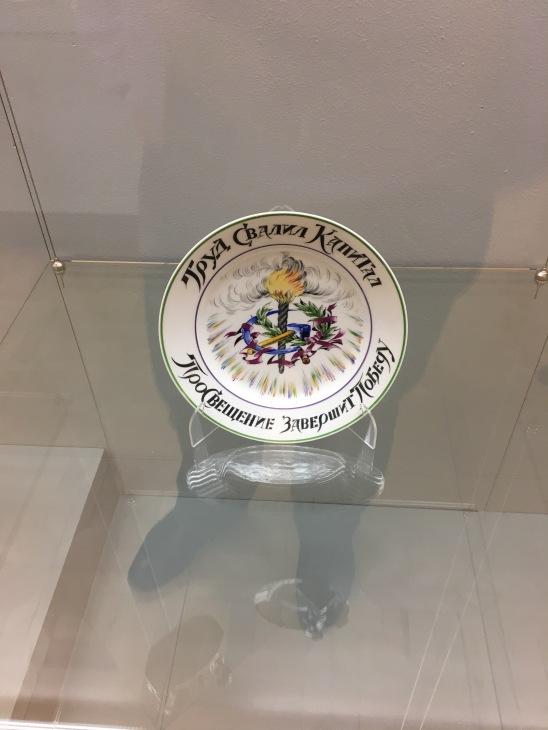 Труд Свалил Капитал
Просвещение Завершит Победу